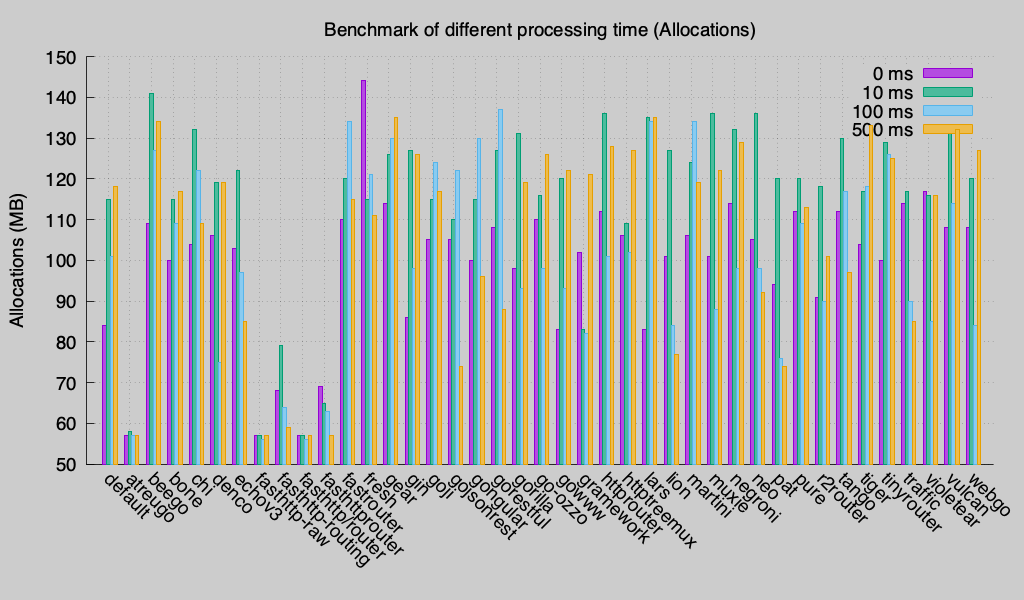 Benchmark of different processing time (Allocations)
Allocations (MB)
150
140
130
120
110
100
90
80
70
60
50
0 ms
10 ms
100 ms
500 ms
default
atreugo
beego
bone
chi
denco
echov3
fasthttp-raw
fasthttp-routing
fasthttp/router
fasthttprouter
fastrouter
fresh
gear
gin
goji
gojsonrest
gongular
gorestful
gorilla
go-ozzo
gowww
gramework
httprouter
httptreemux
lars
lion
martini
muxie
negroni
neo
pat
pure
r2router
tango
tiger
tinyrouter
traffic
violetear
vulcan
webgo